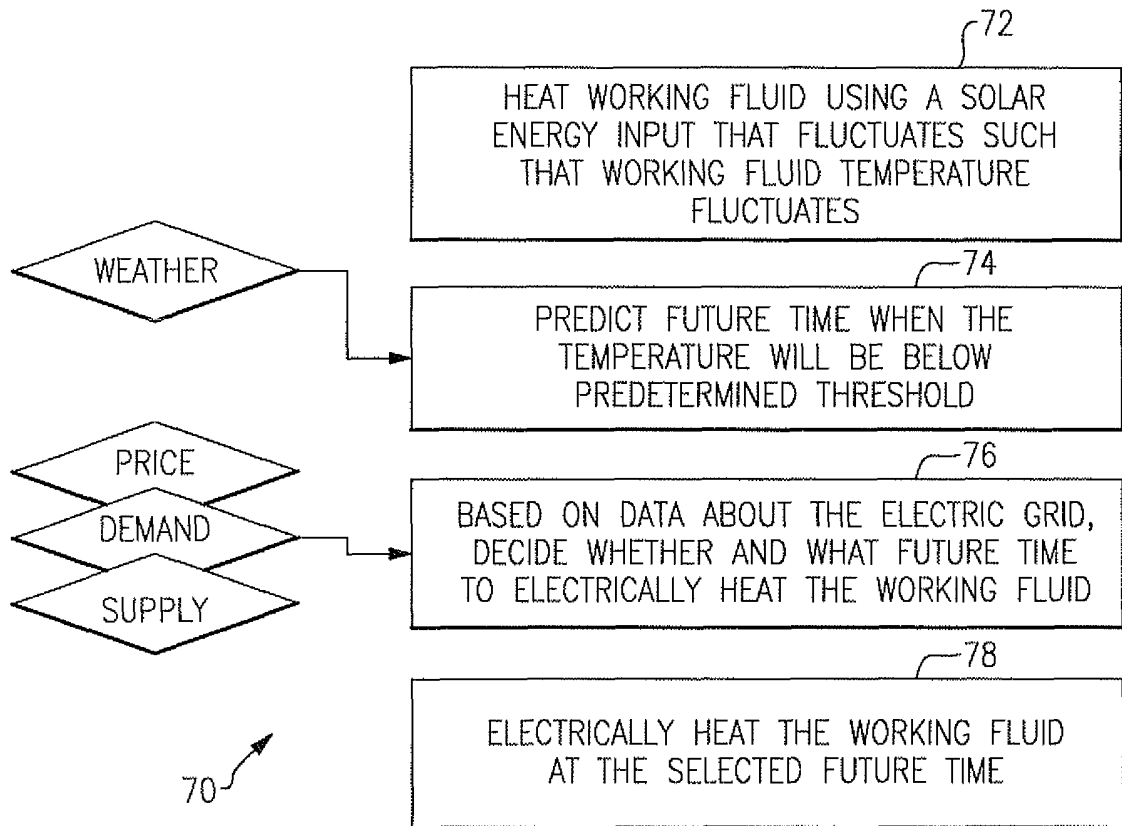 72
HEAT WORKING FLUID USING A SOLAR
ENERGY INPUT THAT FLUCTUATES SUCH
THAT WORKING FLUID TEMPERATURE
FLUCTUATES
WEATHER
74
PREDICT FUTURE TIME WHEN THE
TEMPERATURE WILL BE BELOW
PREDETERMINED THRESHOLD
PRICE
DEMAND
SUPPLY
76
BASED ON DATA ABOUT THE ELECTRIC GRID,
DECIDE WHETHER AND WHAT FUTURE TIME
TO ELECTRICALLY HEAT THE WORKING FLUID
78
ELECTRICALLY HEAT THE WORKING FLUID
AT THE SELECTED FUTURE TIME
70